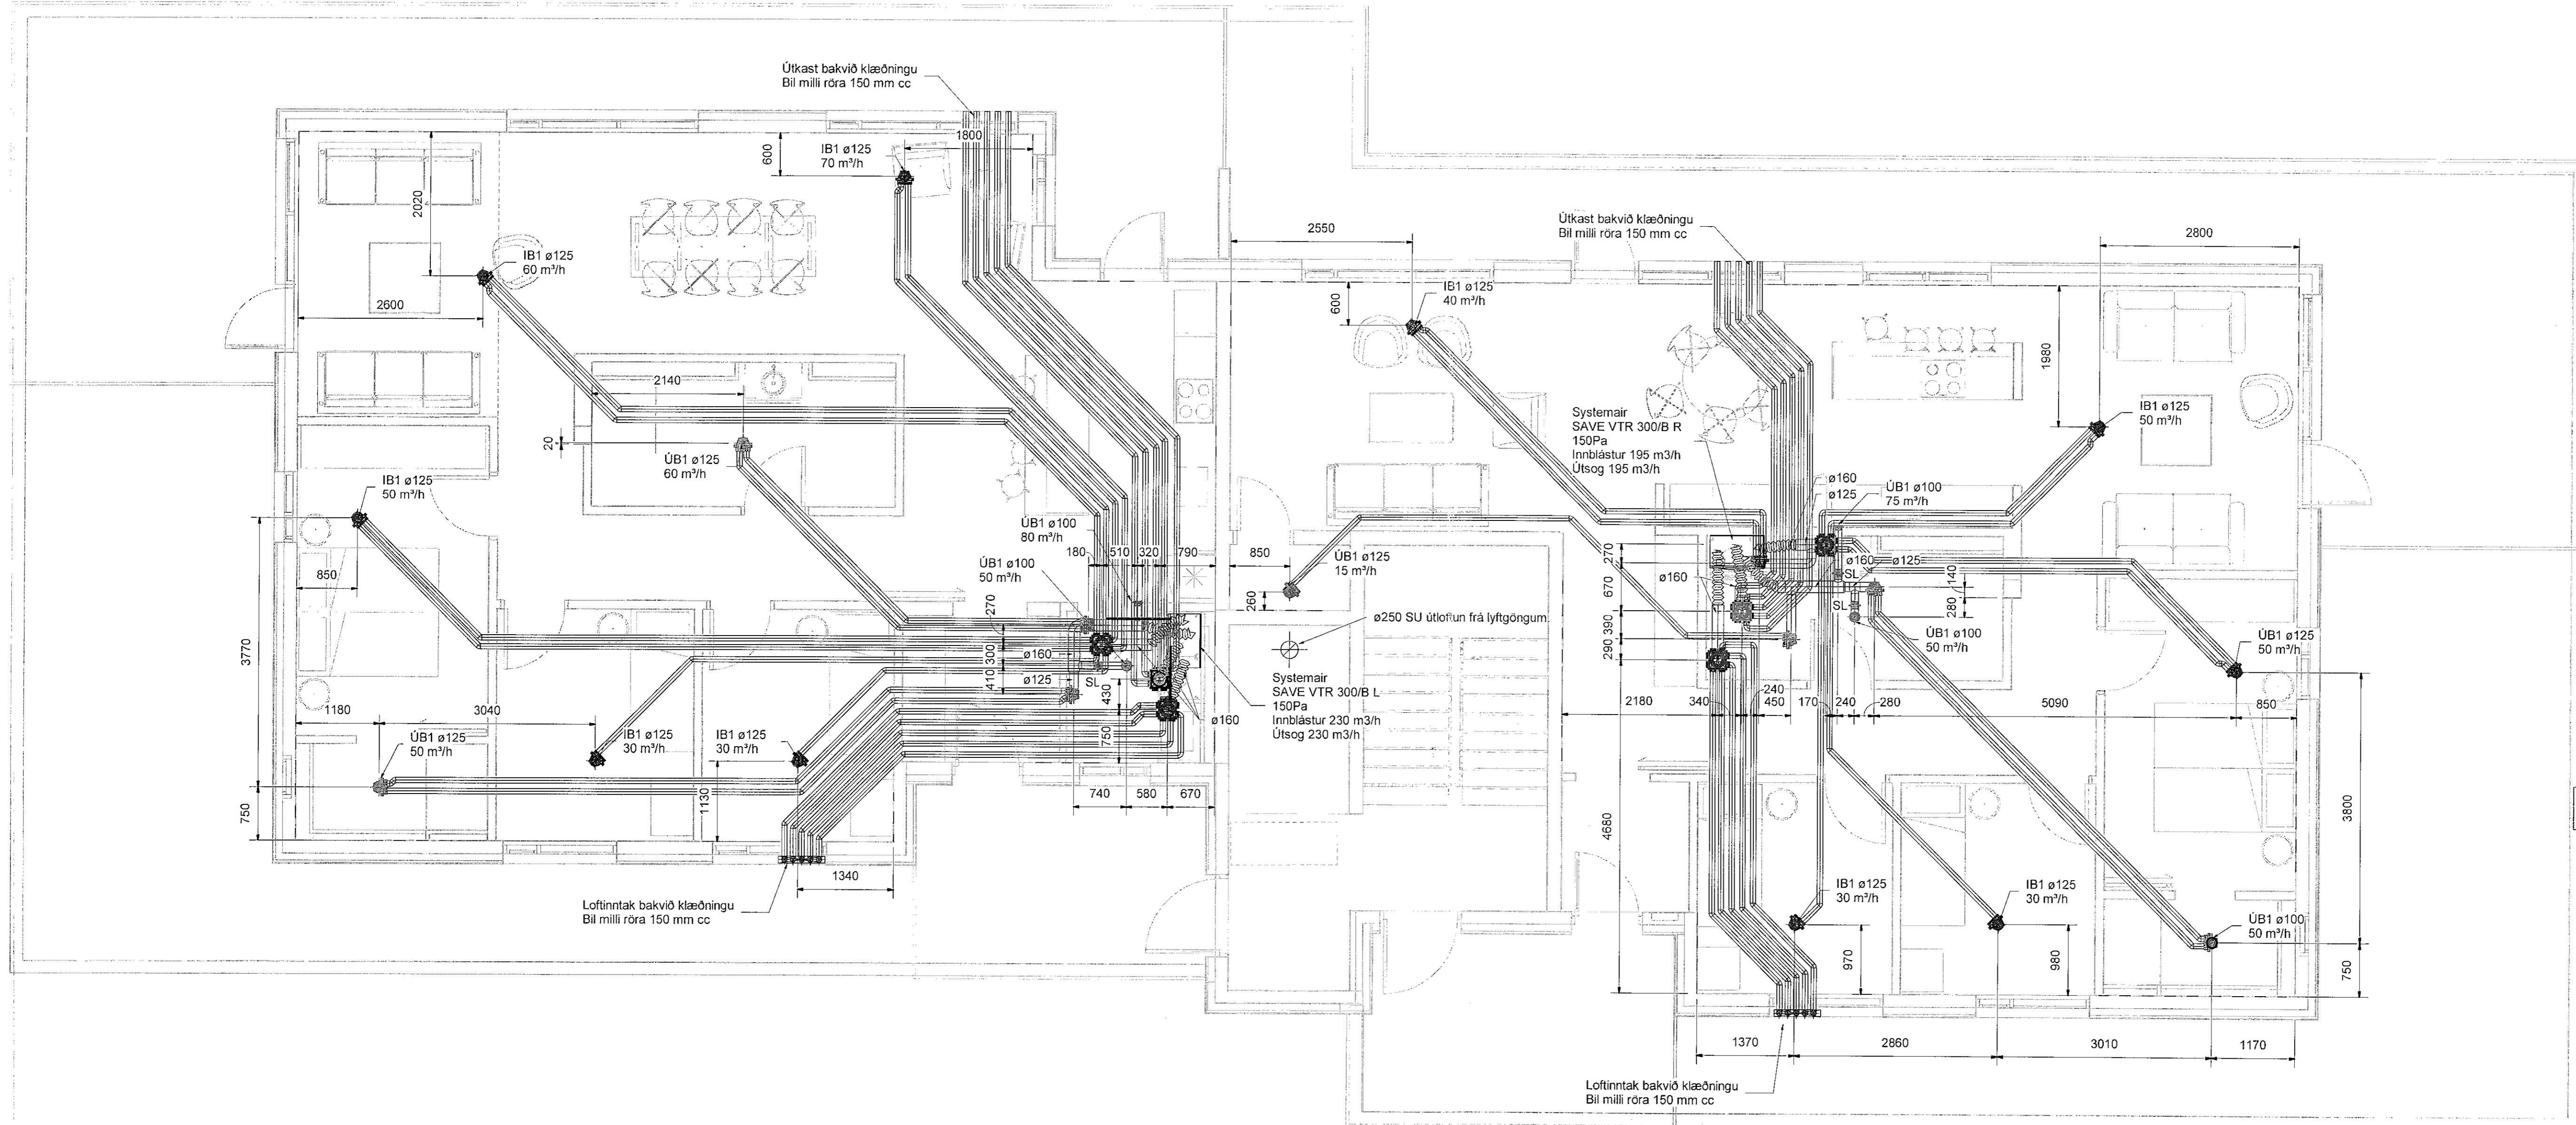 Útkast bakvið klæðningu
Bil milli röra 150 mm cc
1800
600
IB1 ø125
70 m³/h
2020
IB1 ø125
60 m³/h
2600
2140
20
ÚB1 ø125
60 m³/h
IB1 ø125
50 m³/h
850
3770
ÚB1 ø100
80 m³/h
180
510
320
790
ÚB1 ø100
50 m³/h
270
300
410
ø160
ø125
SL
430
750
ø160
1180
3040
ÚB1 ø125
50 m³/h
IB1 ø125
30 m³/h
IB1 ø125
30 m³/h
1130
750
740
580
670
1340
Loftinntak bakvið klæðningu
Bil milli röra 150 mm cc
Systemair
SAVE VTR 300/B L
150Pa
Innblástur 230 m3/h
Útsog 230 m3/h
ø250 SU útloftun frá lyftgöngum
850
260
ÚB1 ø125
15 m³/h
2550
600
IB1 ø125
40 m³/h
Útkast bakvið klæðningu
Bil milli röra 150 mm cc
2800
1980
IB1 ø125
50 m³/h
Systemair
SAVE VTR 300/B R
150Pa
Innblástur 195 m3/h
Útsog 195 m3/h
ø160
ø125
ÚB1 ø100
75 m³/h
270
670
390
290
ø160
ø160
ø125
SL
140
280
SL
ÚB1 ø100
50 m³/h
ÚB1 ø125
50 m³/h
2180
340
240
450
170
240
280
5090
850
4680
3800
IB1 ø125
30 m³/h
IB1 ø125
30 m³/h
ÚB1 ø100
50 m³/h
970
980
750
1370
2860
3010
1170
Loftinntak bakvið klæðningu
Bil milli röra 150 mm cc